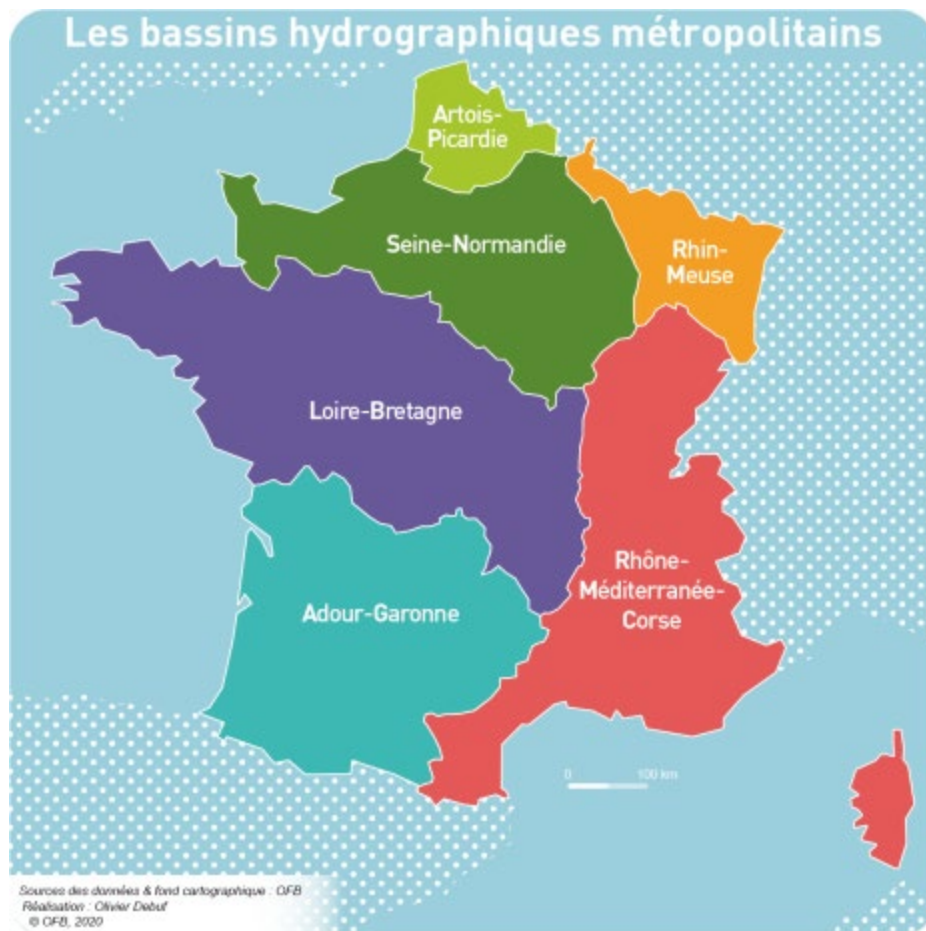 Les bassins hydrographiques métropolitains
Artois-
Picardie
Seine-Normandie
Rhin-
Meuse
Loire-Bretagne
Rhône-
Méditerranée-
Corse
Adour-Garonne
0 100 km
Sources des données & fond cartographique : OFB
Réalisation : Olivier Debuf
© OFB, 2020